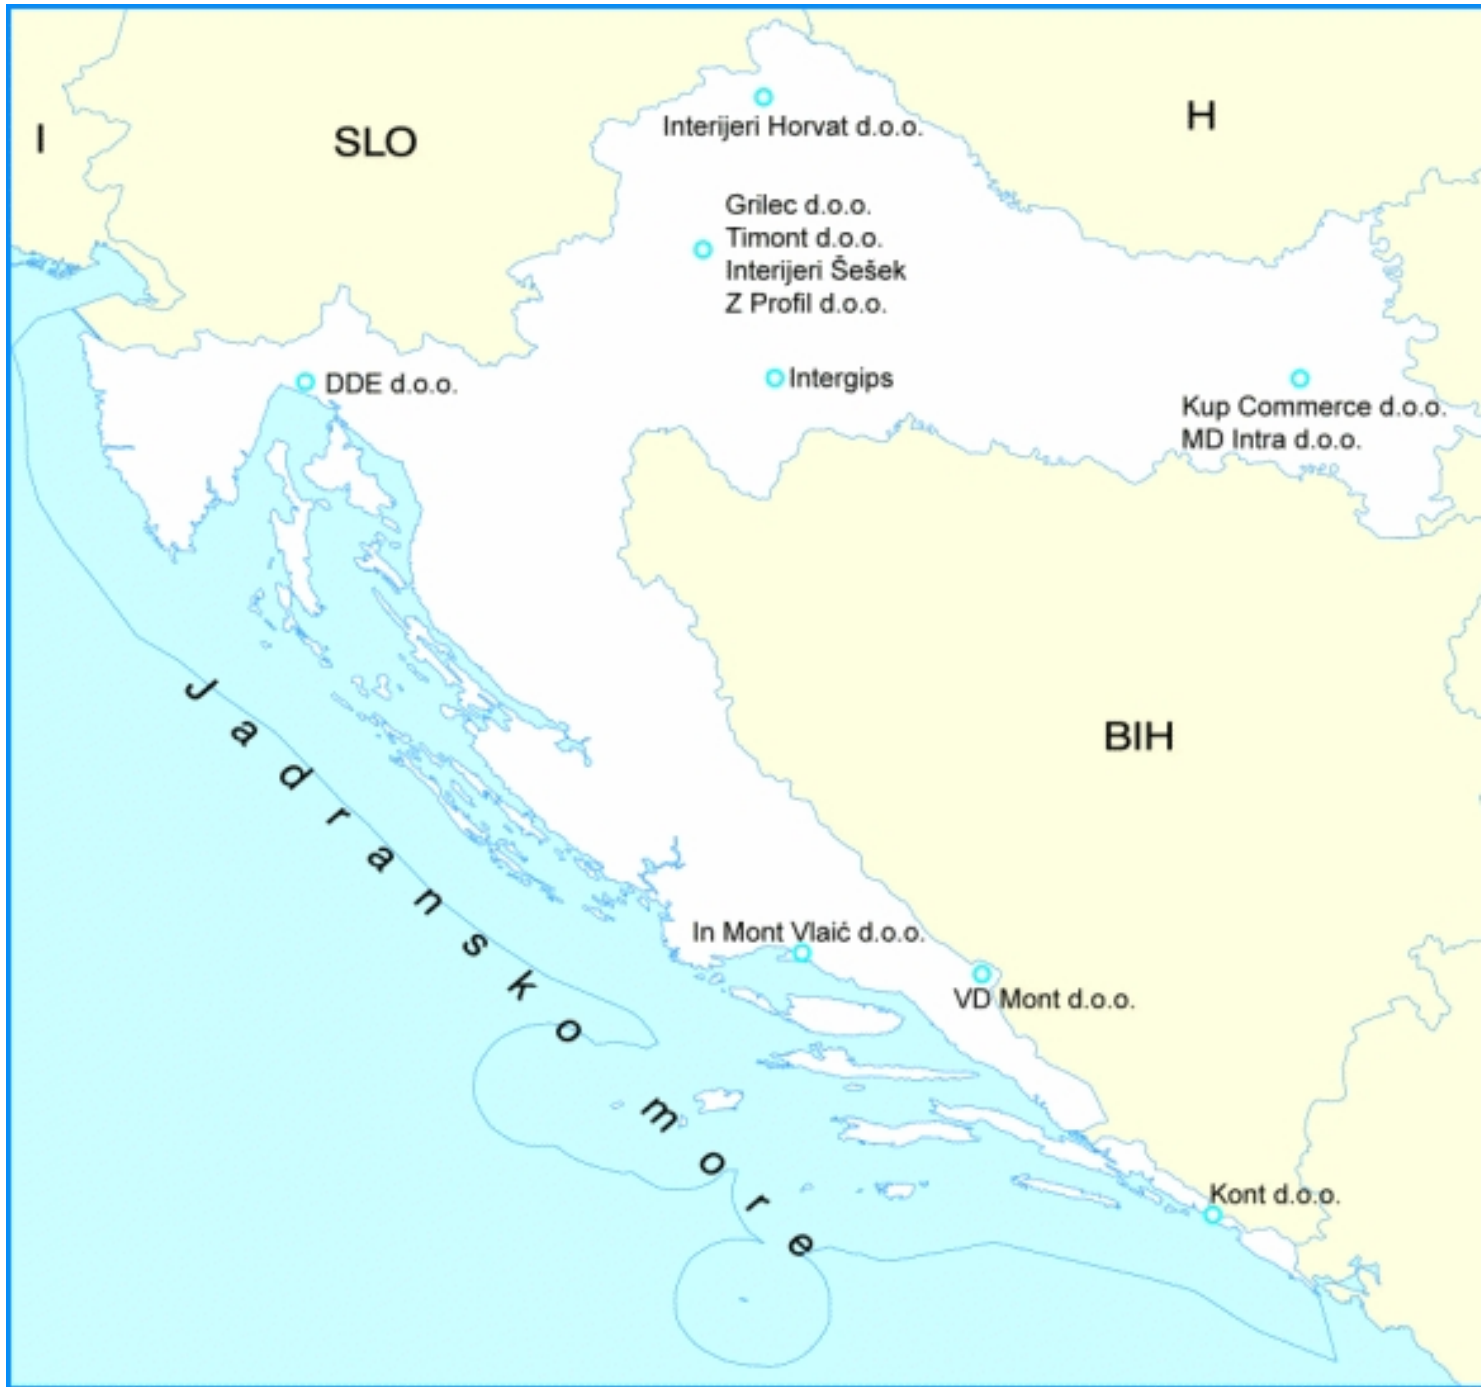 I
SLO
H
Interijeri Horvat d.o.o.
Grilec d.o.o.
Timont d.o.o.
Interijeri Šešek
Z Profil d.o.o.
DDE d.o.o.
Intergips
Kup Commerce d.o.o.
MD Intra d.o.o.
BIH
Jadransko more
In Mont Vlaić d.o.o.
VD Mont d.o.o.
Kont d.o.o.